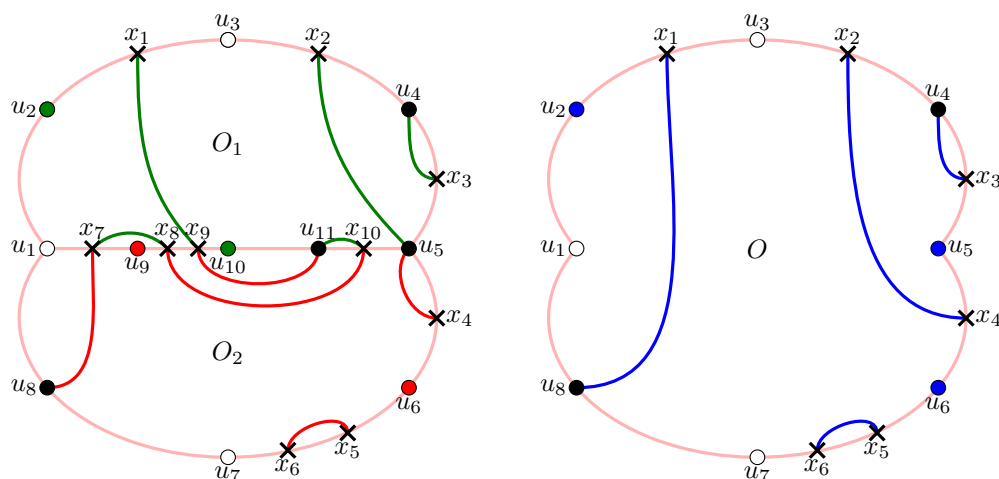 u₃
x₁ x₂
u₂ u₄
O₁
x₃
u₁ x₇ x₈ x₉ u₁₁ x₁₀ u₅
u₉ u₁₀
x₄
O₂
u₈ u₆
x₅
x₆
u₇
u₃
x₁ x₂
u₂ u₄
x₃
u₁ O u₅
x₄
u₈ u₆
x₅
x₆
u₇